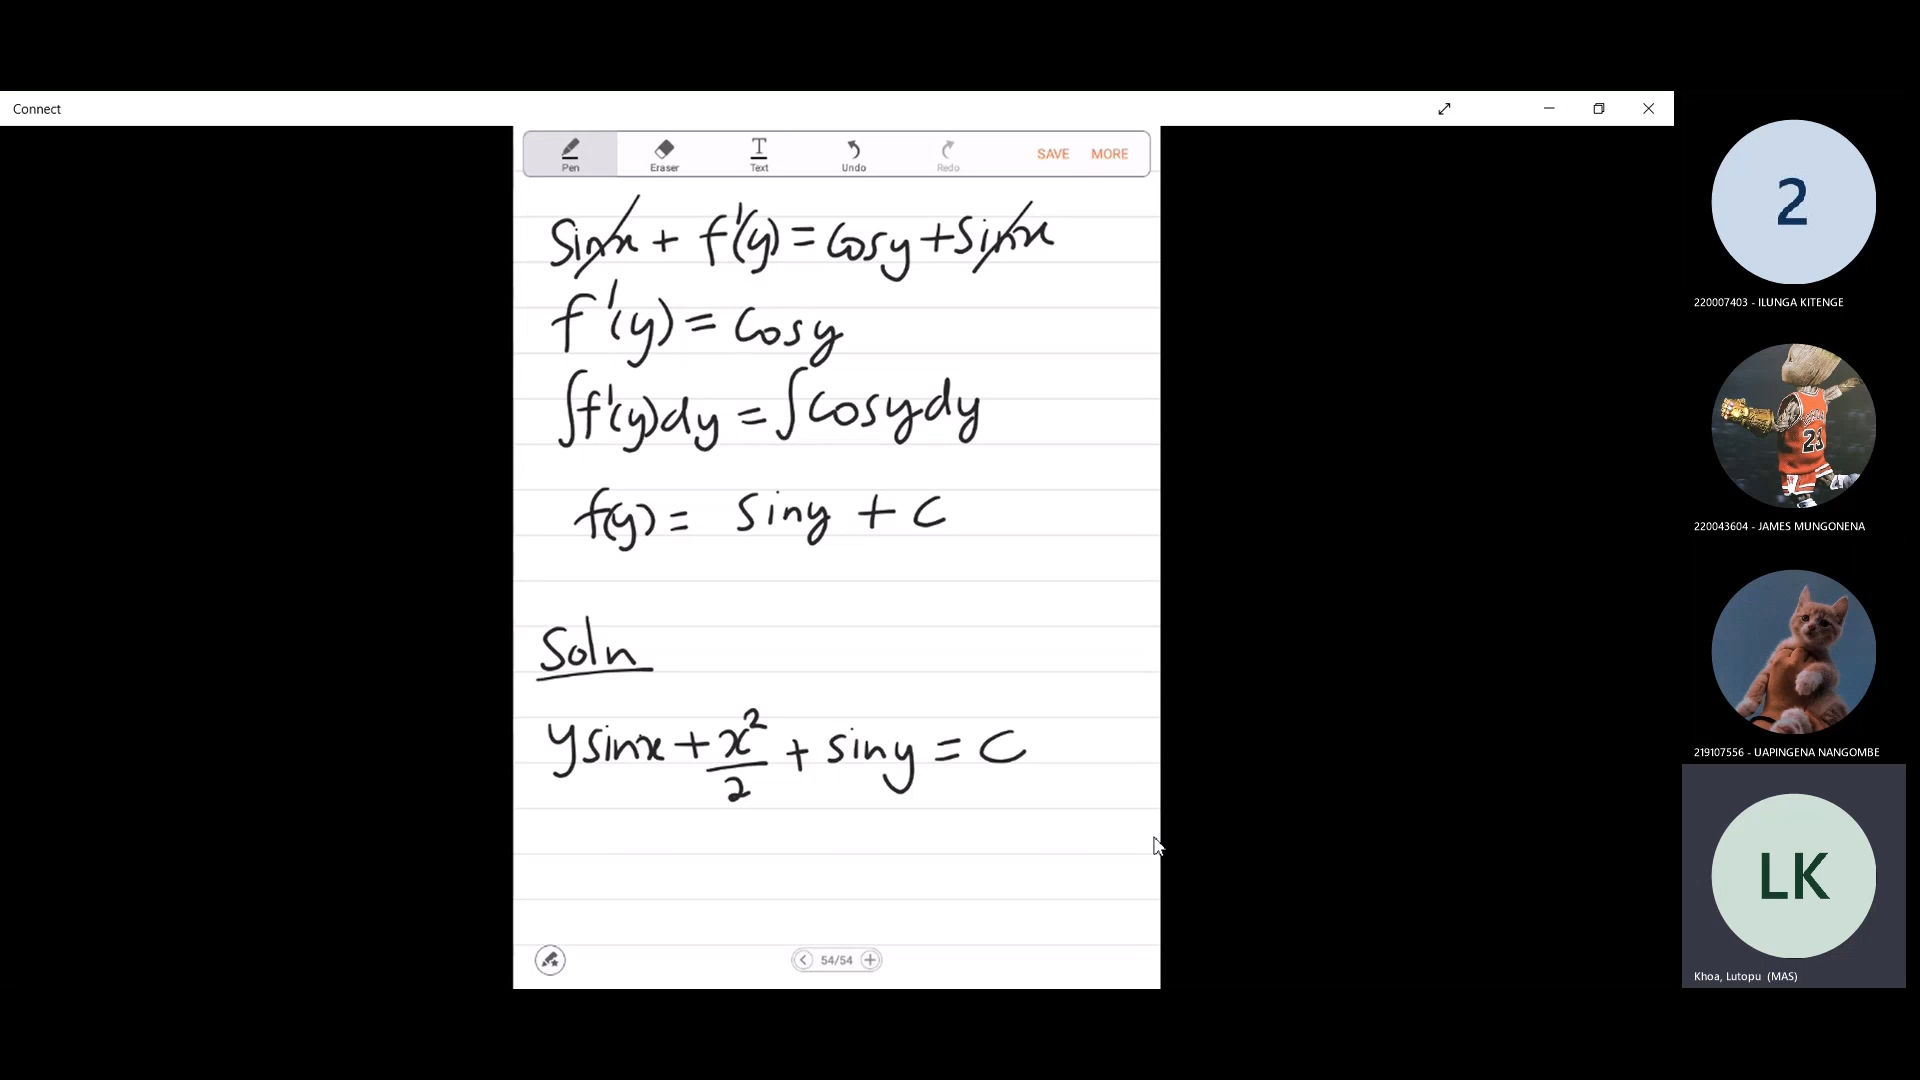 Connect
Pen
Eraser
T
Text
Undo
Redo
SAVE
MORE
Sinx + f'(y) = Cosy + Sinx
f'(y) = Cosy
∫f'(y)dy = ∫Cosydy
f(y) = Siny + C
Soln
ysinx + x²/2 + siny = C
54/54
2
220007403 - ILUNGA KITENGE
23
220043604 - JAMES MUNGONENA
219107556 - UAPINGENA NANGOMBE
LK
Khoa, Lutopu (MAS)